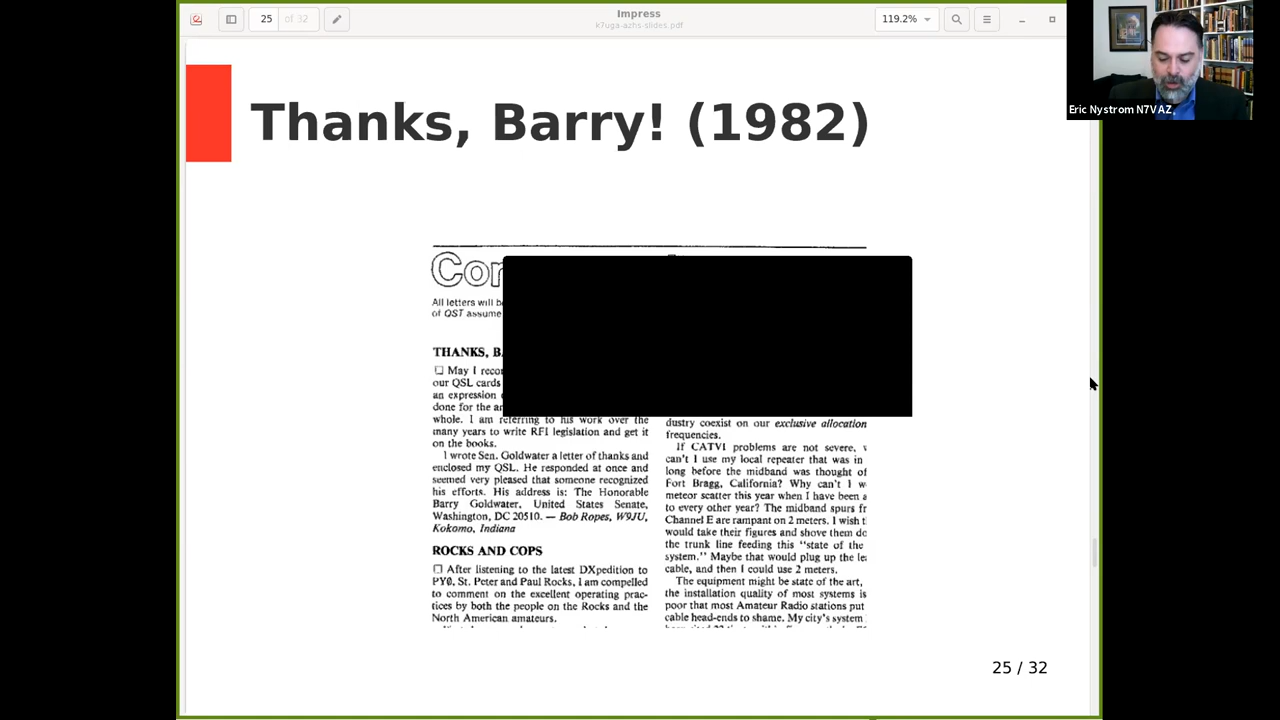 25 of 32
Impress
k7uga-azhs-slides.pdf
119.2%
Eric Nystrom N7VAZ
Thanks, Barry! (1982)
All letters will
of QST assume
THANKS,
May I
our QSL cards
an expression
done for the
whole. I am referring to his work over the
many years to write RFI legislation and get it
on the books.
I wrote Sen. Goldwater a letter of thanks and
enclosed my QSL. He responded at once and
seemed very pleased that someone recognized
his efforts. His address is: The Honorable
Barry Goldwater, United States Senate,
Washington, DC 20510. — Bob Ropes, W9JU,
Kokomo, Indiana
ROCKS AND COPS
After listening to the latest DXpedition to
PYØ, St. Peter and Paul Rocks, I am compelled
to comment on the excellent operating prac-
tices by both the people on the Rocks and the
North American amateurs.
dustry coexist on our exclusive allocation
frequencies.
If CATVI problems are not severe,
can't I use my local repeater that was in
long before the midband was thought of
Fort Bragg, California? Why can't I
meteor scatter this year when I have been
to every other year? The midband spurs
Channel E are rampant on 2 meters. I wish
would take their figures and shove them
the trunk line feeding this "state of the
system." Maybe that would plug up the
cable, and then I could use 2 meters.
The equipment might be state of the art,
the installation quality of most systems is
poor that most Amateur Radio stations put
cable head-ends to shame. My city's system
25 / 32